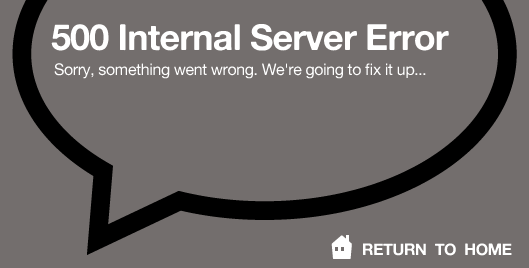 500 Internal Server Error
Sorry, something went wrong. We're going to fix it up...
RETURN TO HOME